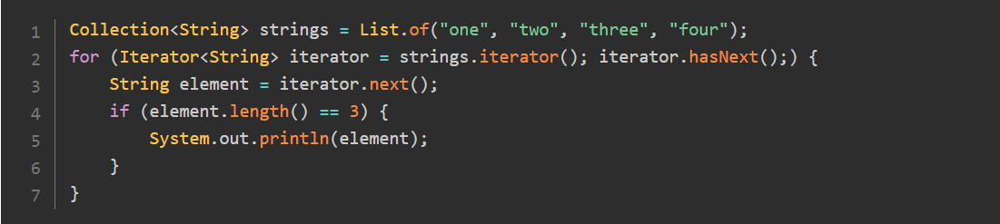 1 Collection<String> strings = List.of("one", "two", "three", "four");
2 for (Iterator<String> iterator = strings.iterator(); iterator.hasNext();) {
3     String element = iterator.next();
4     if (element.length() == 3) {
5         System.out.println(element);
6     }
7 }